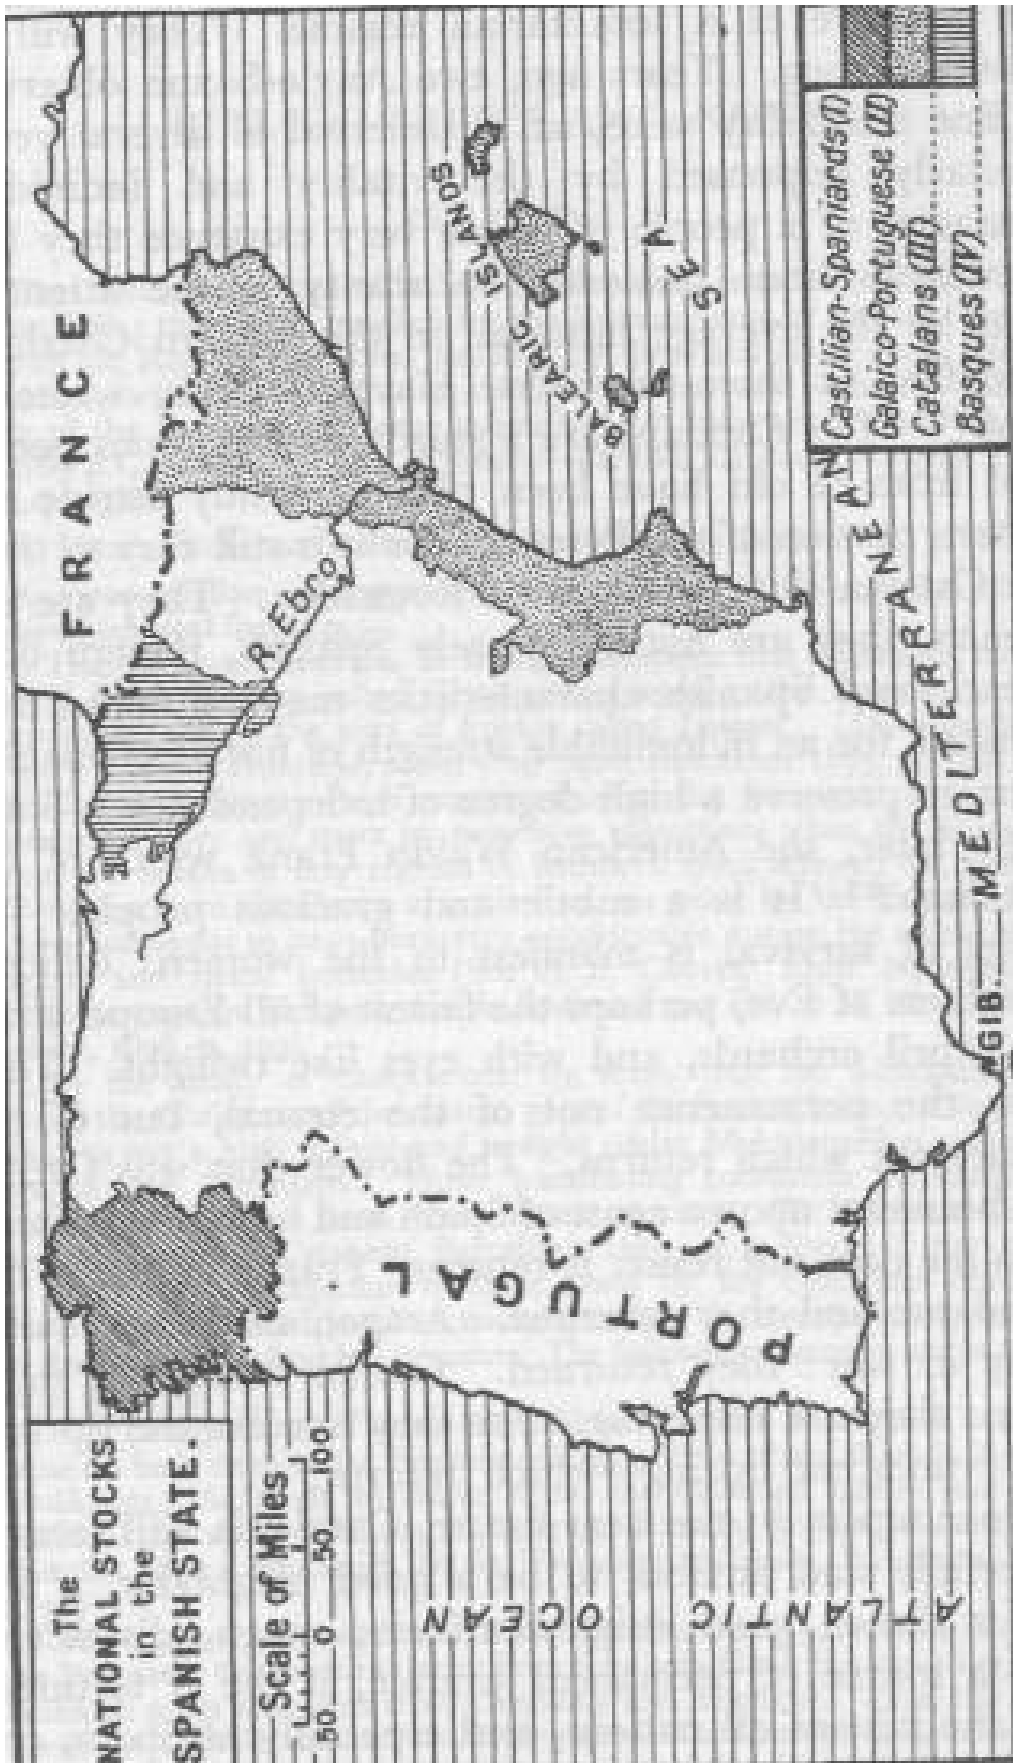 The
NATIONAL STOCKS
in the
SPANISH STATE.
Scale of Miles
50 0 50 100
FRANCE
R. Ebro
PORTUGAL
BALEARIC ISLANDS
ATLANTIC OCEAN
GIB.
MEDITERRANEAN
SEA
Castilian-Spaniards (I)
Galaico-Portuguese (II)
Catalans (III)........
Basques (IV)........